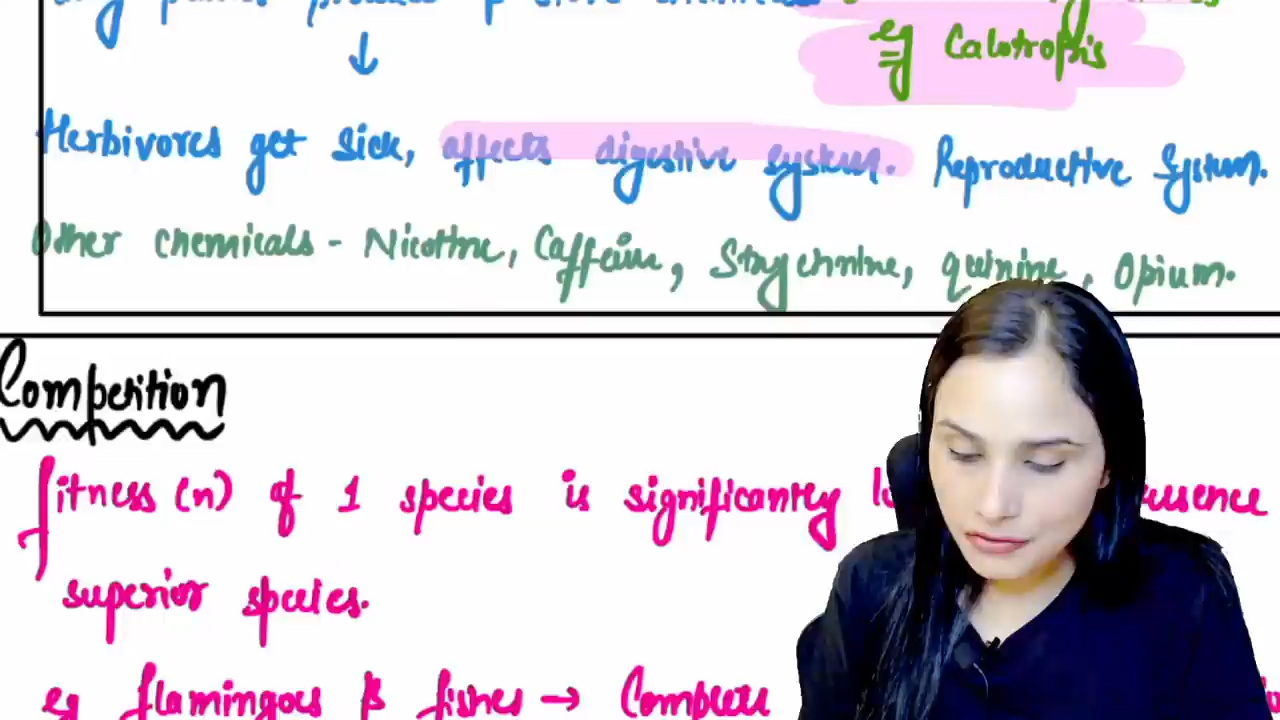 eg Calotropis
Herbivores get sick, affects digestive system. Reproductive System.
Other chemicals - Nicotine, Caffeine, Strychnine, quinine, Opium.
Competition
fitness (r) of 1 species is significantly
superior species.
eg flamingoes & fishes → Compete